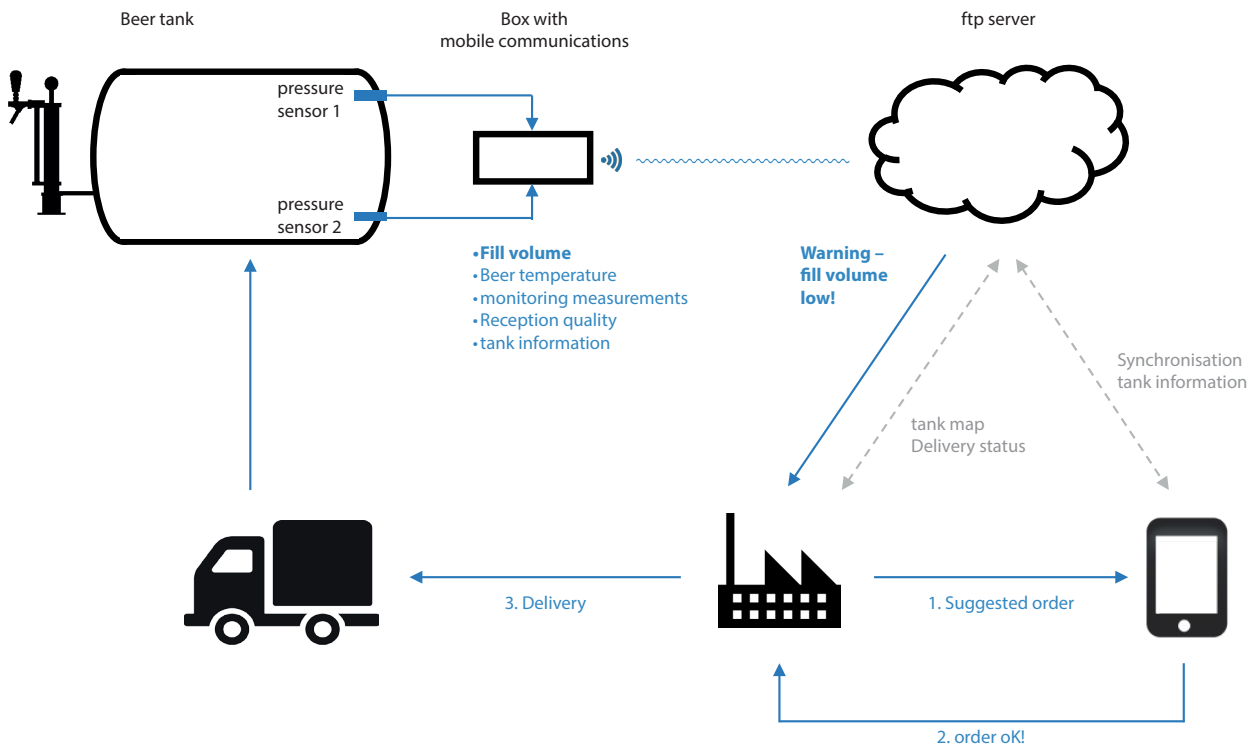 Beer tank
Box with
mobile communications
ftp server
pressure
sensor 1
pressure
sensor 2
•Fill volume
•Beer temperature
•monitoring measurements
•Reception quality
•tank information
Warning –
fill volume
low!
Synchronisation
tank information
tank map
Delivery status
3. Delivery
1. Suggested order
2. order oK!